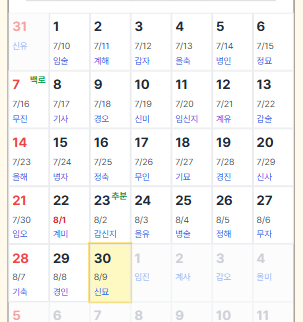 31 1 2 3 4 5 6
7/10 7/11 7/12 7/13 7/14 7/15
신유 임술 계해 갑자 을축 병인 정묘
7 백로 8 9 10 11 12 13
7/16 7/17 7/18 7/19 7/20 7/21 7/22
무진 기사 경오 신미 임신지 계유 갑술
14 15 16 17 18 19 20
7/23 7/24 7/25 7/26 7/27 7/28 7/29
을해 병자 정축 무인 기묘 경진 신사
21 22 23 추분 24 25 26 27
7/30 8/1 8/2 8/3 8/4 8/5 8/6
임오 계미 갑신지 을유 병술 정해 무자
28 29 30 1 2 3 4
8/7 8/8 8/9
기축 경인 신묘 임진 계사 갑오 을미
5 6 7 8 9 10 11